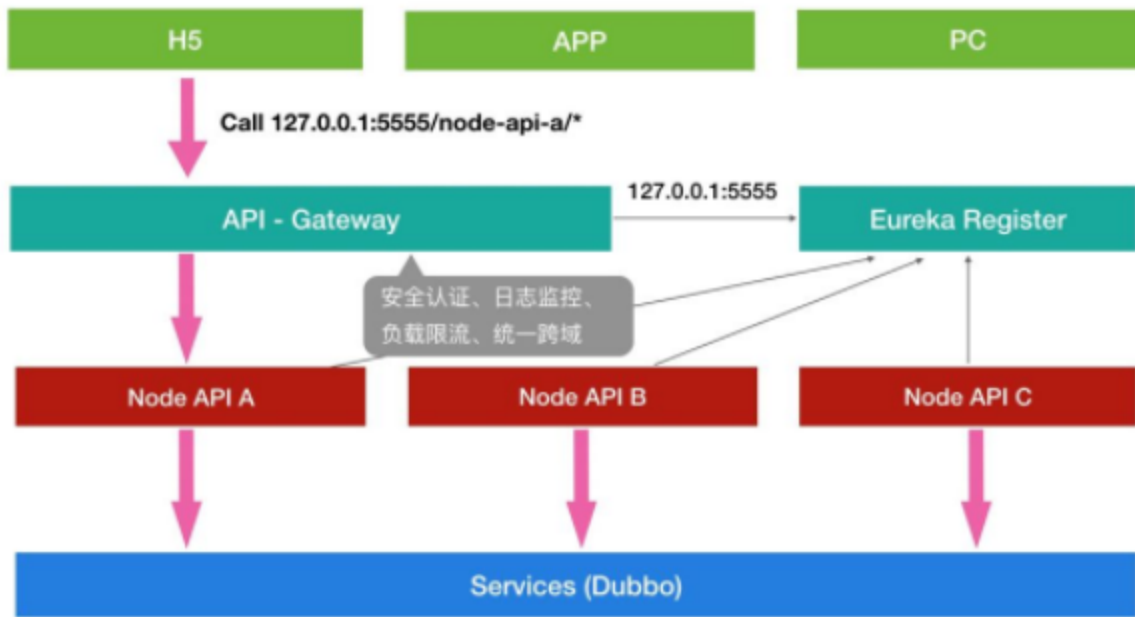 H5
APP
PC
Call 127.0.0.1:5555/node-api-a/*
127.0.0.1:5555
API - Gateway
Eureka Register
安全认证、日志监控、
负载限流、统一跨域
Node API A
Node API B
Node API C
Services (Dubbo)